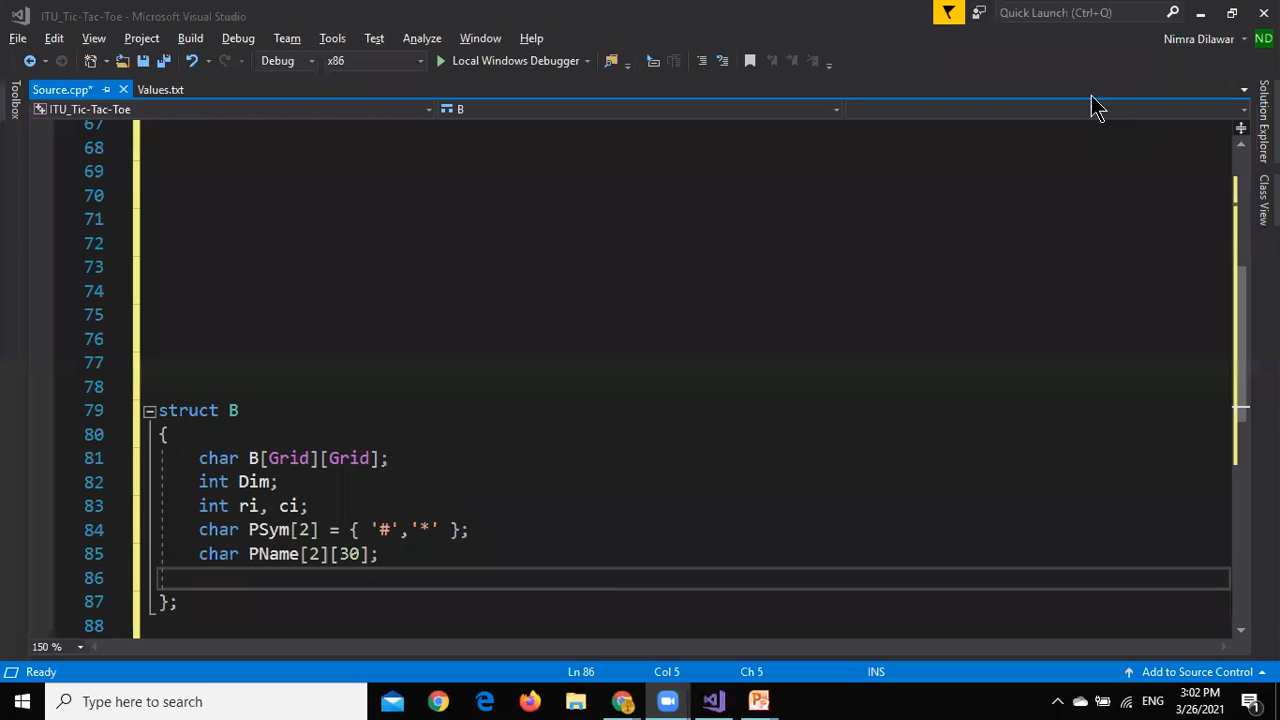 ITU_Tic-Tac-Toe - Microsoft Visual Studio
Quick Launch (Ctrl+Q)
File Edit View Project Build Debug Team Tools Test Analyze Window Help
Nimra Dilawar ND
Debug x86 Local Windows Debugger
Source.cpp* Values.txt
ITU_Tic-Tac-Toe B
Toolbox
Solution Explorer
Class View
67
68
69
70
71
72
73
74
75
76
77
78
79 struct B
80 {
81 char B[Grid][Grid];
82 int Dim;
83 int ri, ci;
84 char PSym[2] = { '#','*' };
85 char PName[2][30];
86
87 };
88
150 %
Ready Ln 86 Col 5 Ch 5 INS Add to Source Control
Type here to search
ENG
3:02 PM
3/26/2021
1